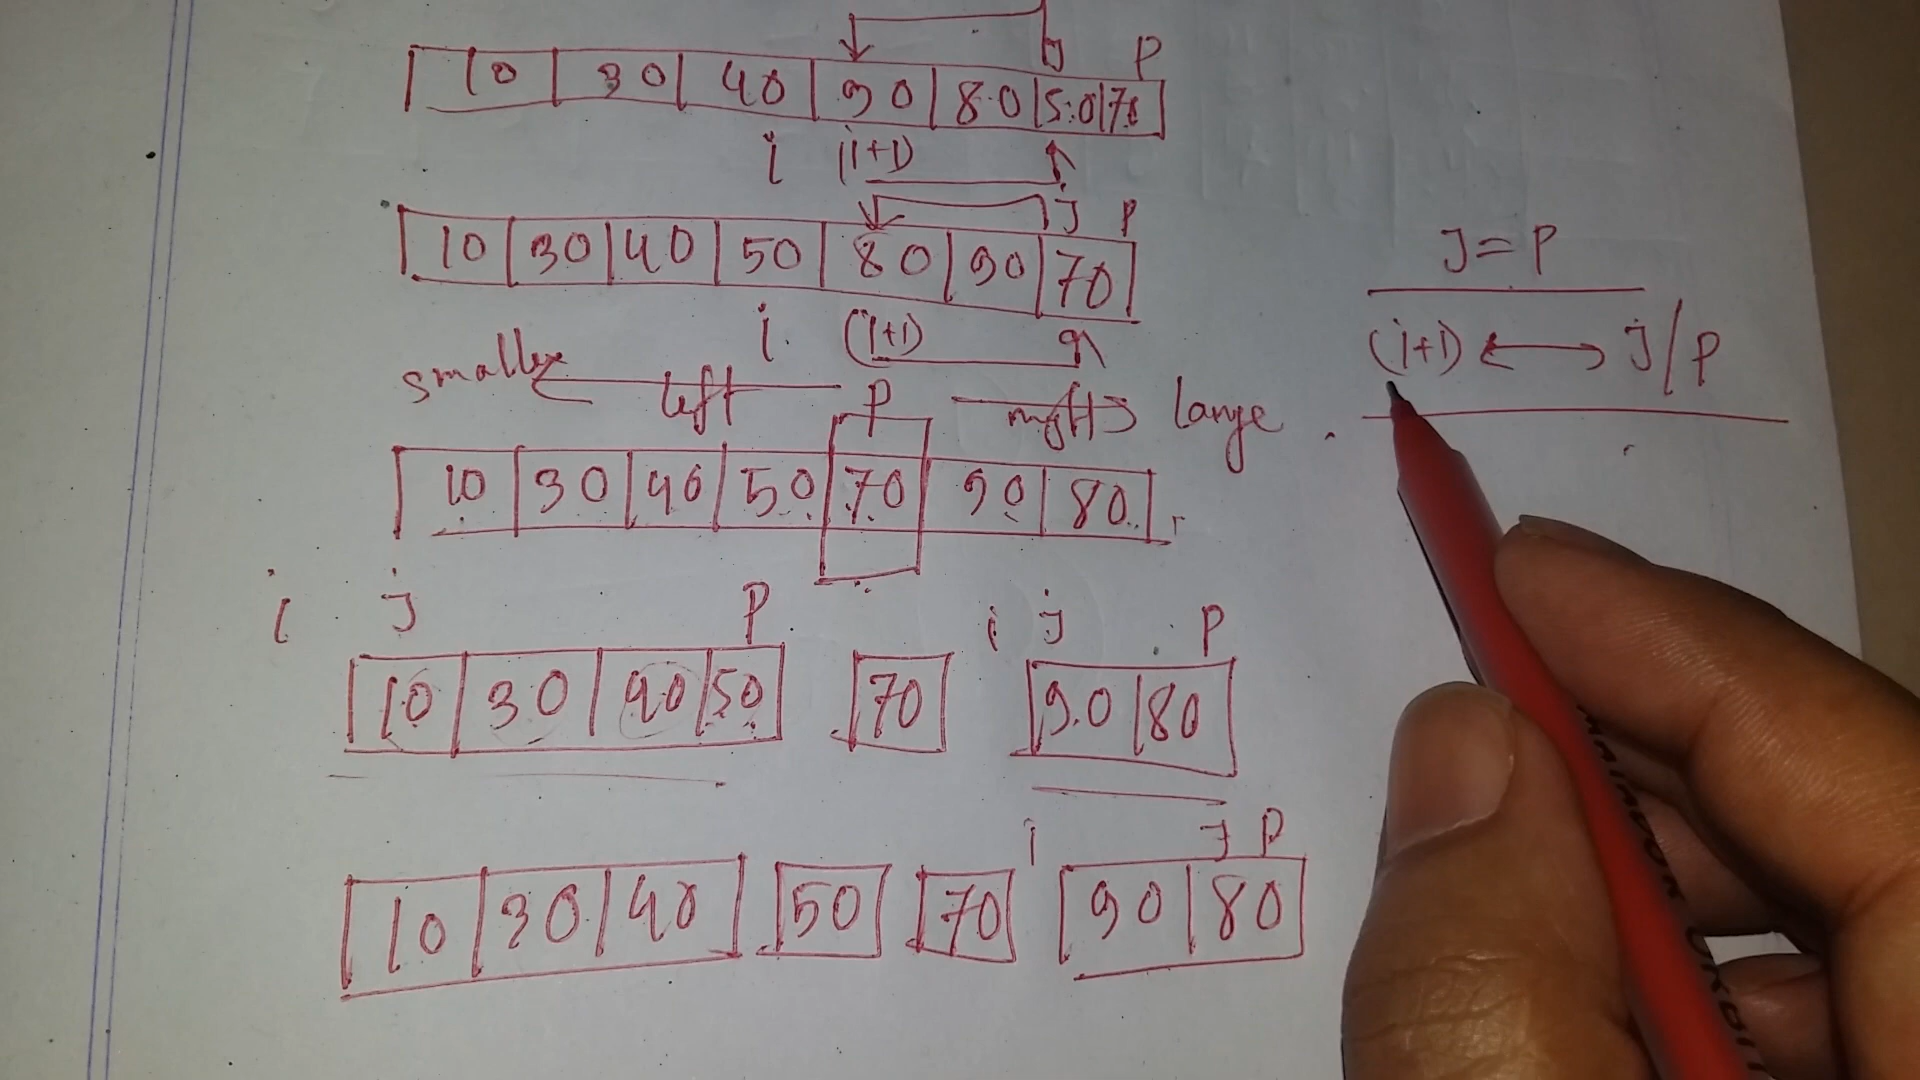 J P
10 30 40 90 80 50 70
i (i+1)
J P
10 30 40 50 80 90 70
i (i+1)
smaller left P right large
10 30 40 50 70 90 80
i j P i j P
10 30 40 50 70 90 80
i J P
10 30 40 50 70 90 80
J = P
(i+1) ↔ j/P